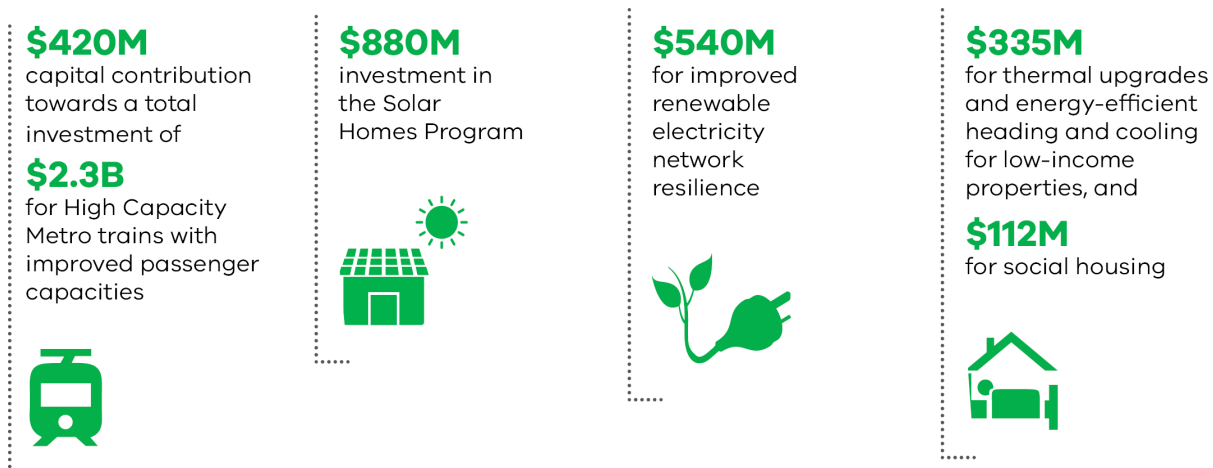 $420M
capital contribution
towards a total
investment of
$2.3B
for High Capacity
Metro trains with
improved passenger
capacities
$880M
investment in
the Solar
Homes Program
$540M
for improved
renewable
electricity
network
resilience
$335M
for thermal upgrades
and energy-efficient
heading and cooling
for low-income
properties, and
$112M
for social housing